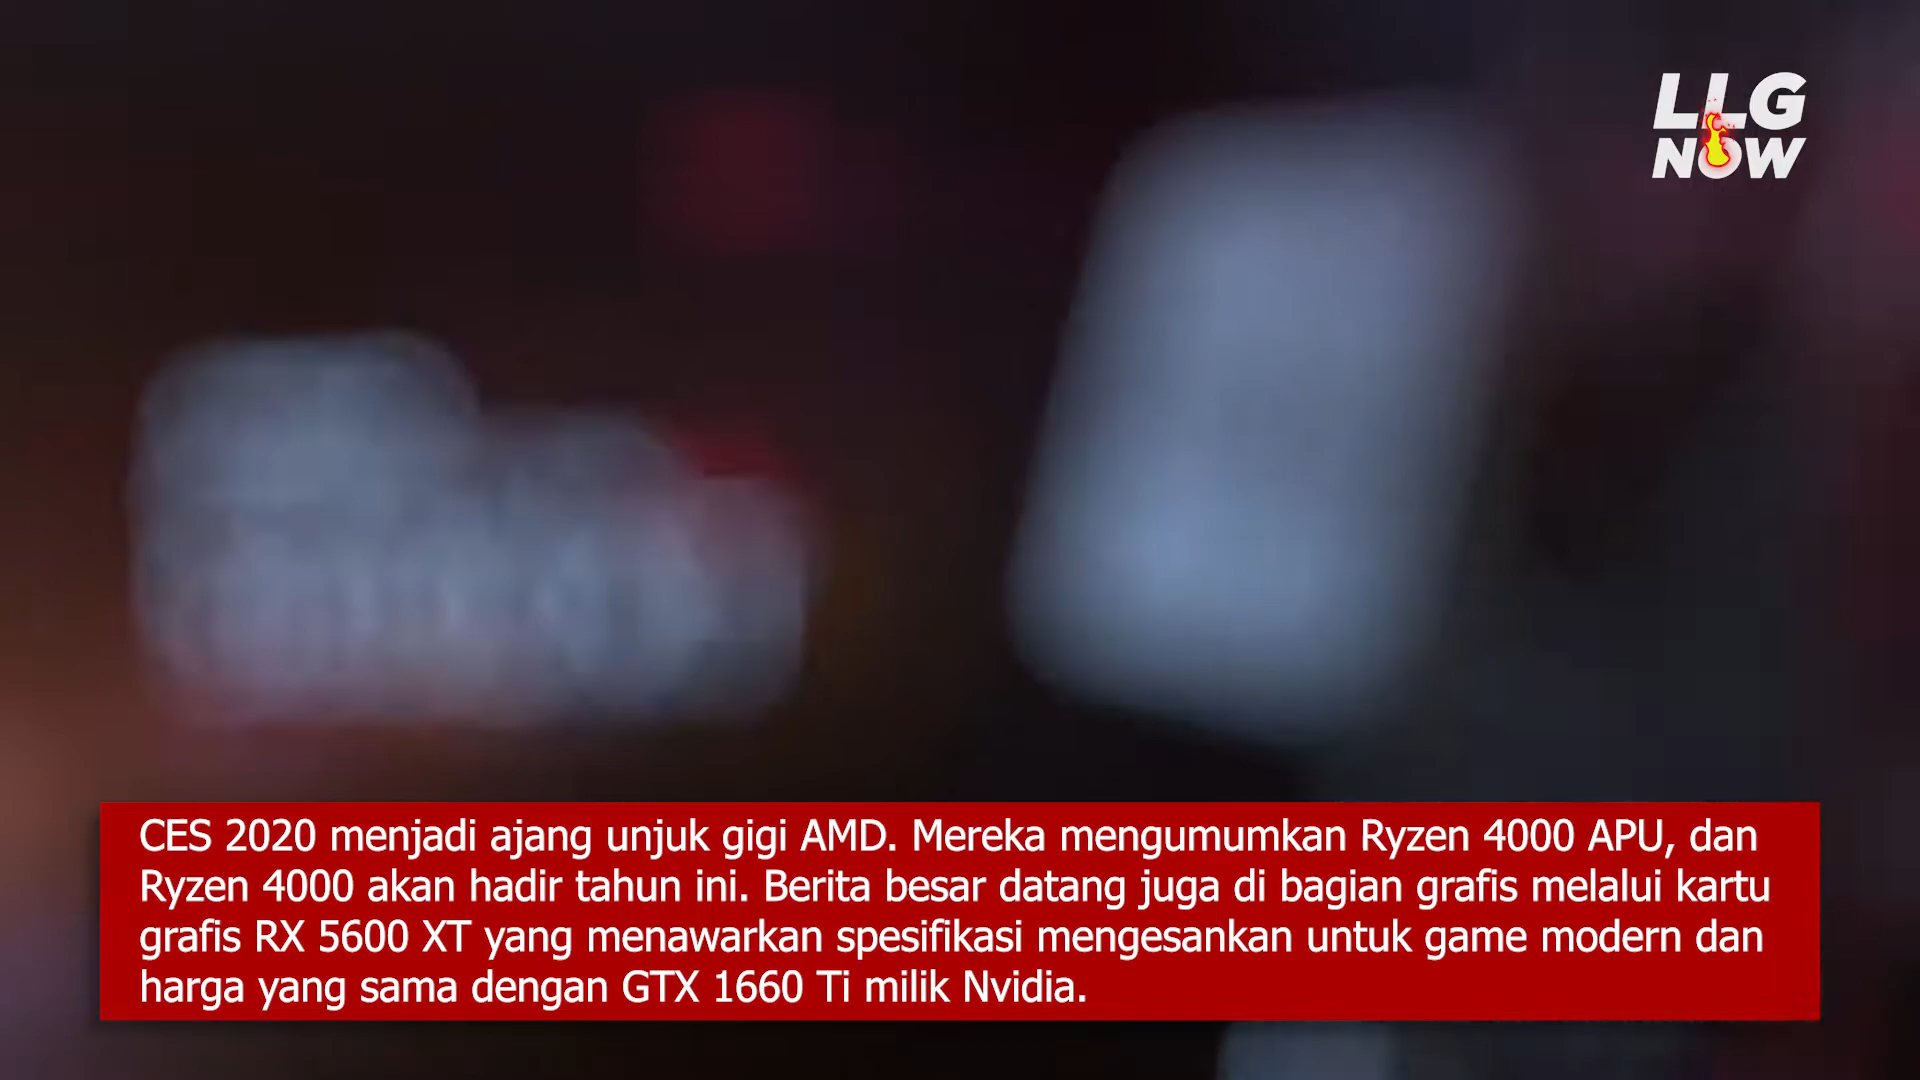 LLG
NOW
CES 2020 menjadi ajang unjuk gigi AMD. Mereka mengumumkan Ryzen 4000 APU, dan
Ryzen 4000 akan hadir tahun ini. Berita besar datang juga di bagian grafis melalui kartu
grafis RX 5600 XT yang menawarkan spesifikasi mengesankan untuk game modern dan
harga yang sama dengan GTX 1660 Ti milik Nvidia.